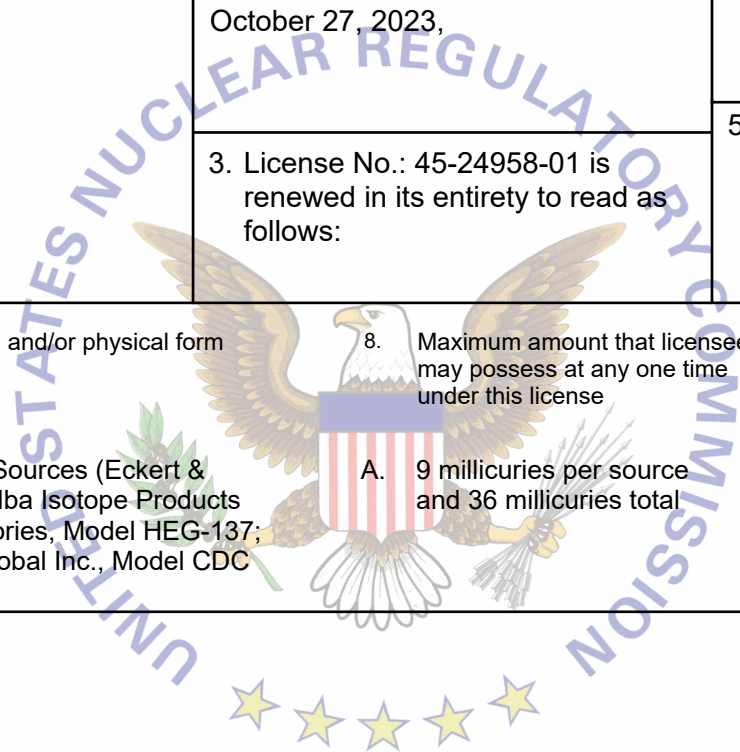 October 27, 2023,
5
3. License No.: 45-24958-01 is
renewed in its entirety to read as
follows:
and/or physical form
8. Maximum amount that licensee
may possess at any one time
under this license
Sources (Eckert &
lba Isotope Products
ories, Model HEG-137;
obal Inc., Model CDC
A. 9 millicuries per source
and 36 millicuries total
UNITED STATES NUCLEAR REGULATORY COMMISSION